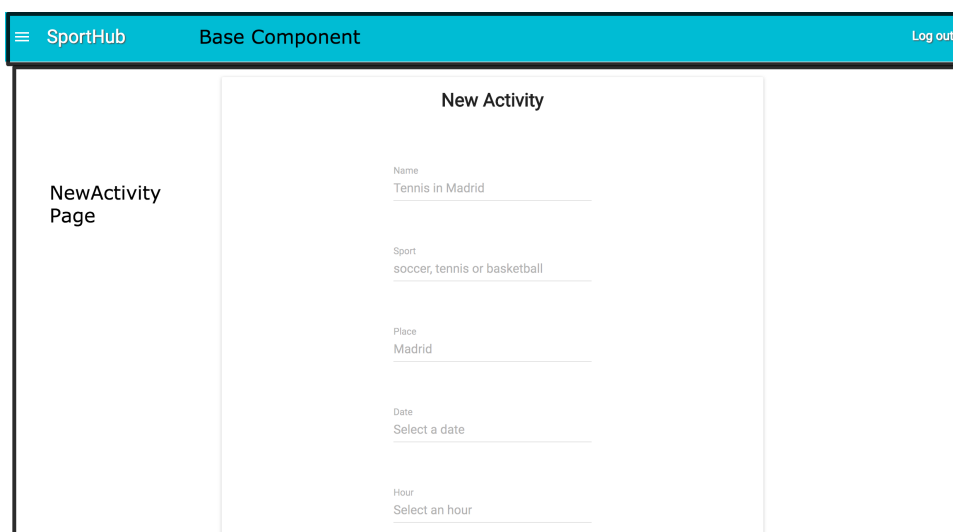 SportHub
Base Component
Log out
New Activity
NewActivity
Page
Name
Tennis in Madrid
Sport
soccer, tennis or basketball
Place
Madrid
Date
Select a date
Hour
Select an hour